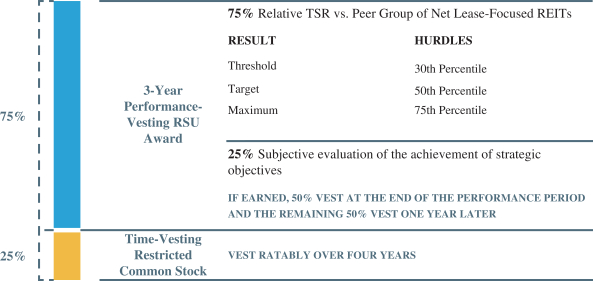 75% Relative TSR vs. Peer Group of Net Lease-Focused REITs
RESULT HURDLES
Threshold 30th Percentile
Target 50th Percentile
Maximum 75th Percentile
75%
3-Year
Performance-
Vesting RSU
Award
25% Subjective evaluation of the achievement of strategic
objectives
IF EARNED, 50% VEST AT THE END OF THE PERFORMANCE PERIOD
AND THE REMAINING 50% VEST ONE YEAR LATER
25%
Time-Vesting
Restricted
Common Stock
VEST RATABLY OVER FOUR YEARS